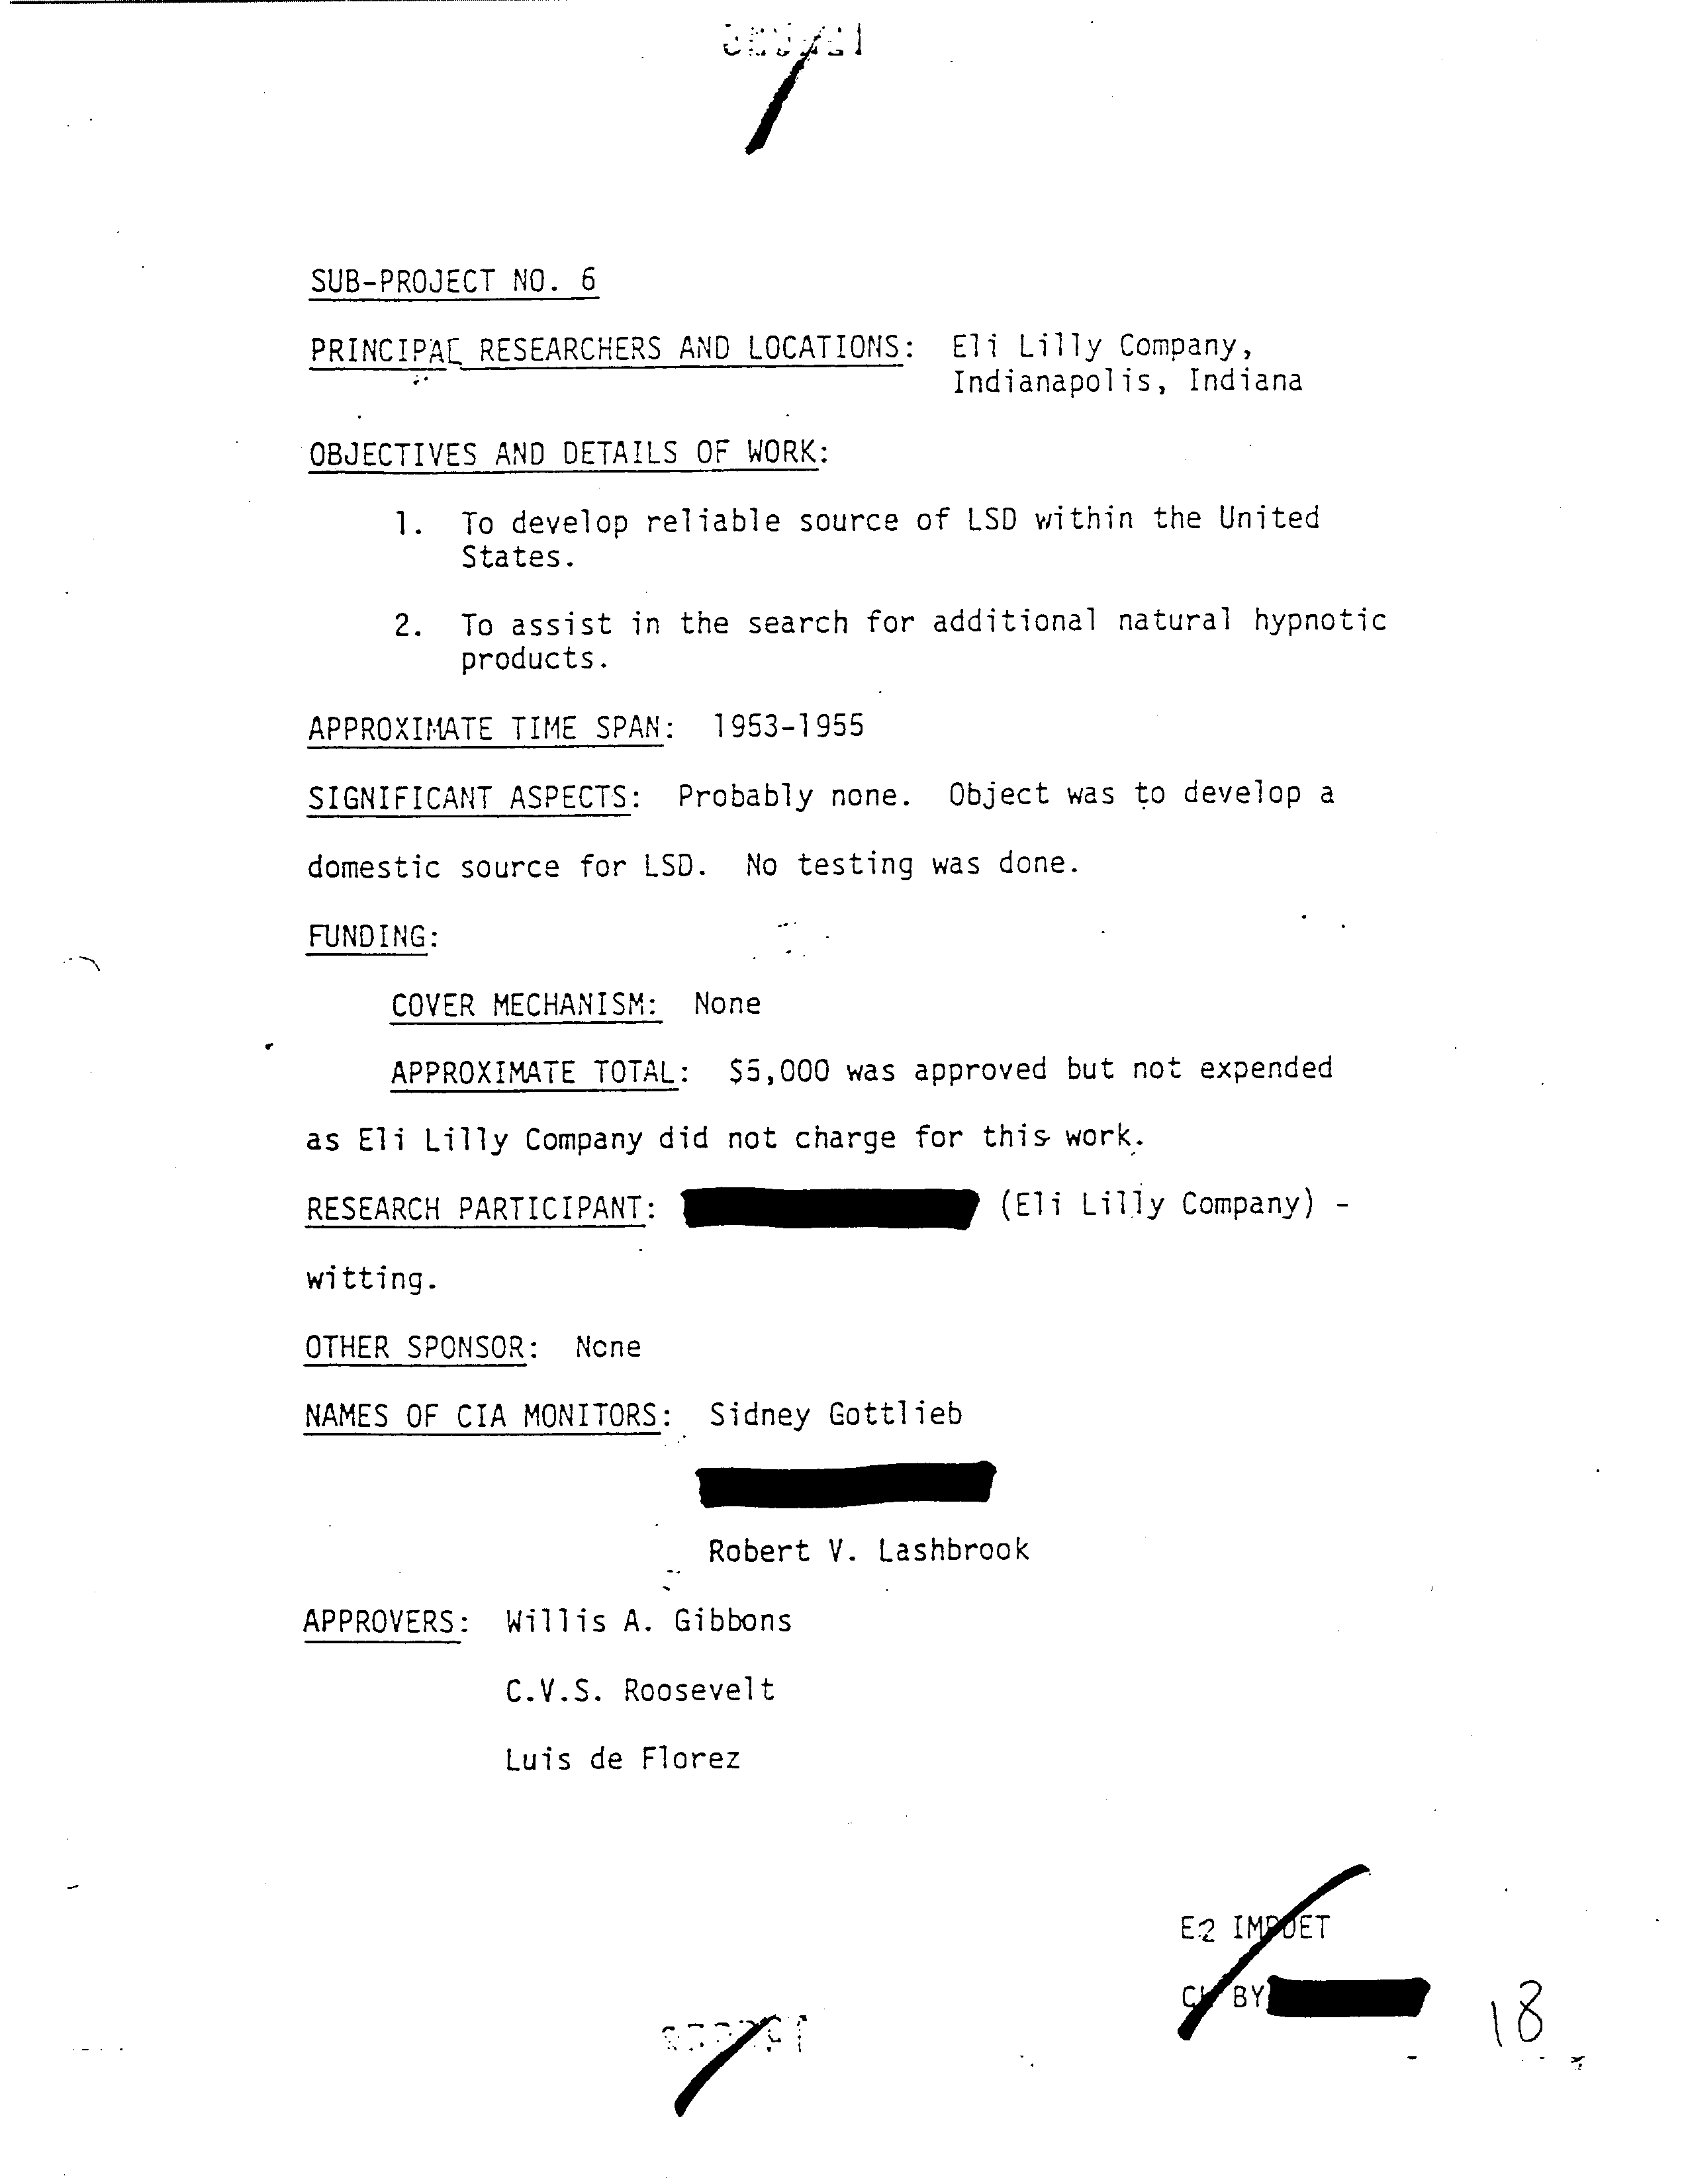 SUB-PROJECT NO. 6
PRINCIPAL RESEARCHERS AND LOCATIONS: Eli Lilly Company,
Indianapolis, Indiana
OBJECTIVES AND DETAILS OF WORK:
1. To develop reliable source of LSD within the United
States.
2. To assist in the search for additional natural hypnotic
products.
APPROXIMATE TIME SPAN: 1953-1955
SIGNIFICANT ASPECTS: Probably none. Object was to develop a
domestic source for LSD. No testing was done.
FUNDING:
COVER MECHANISM: None
APPROXIMATE TOTAL: $5,000 was approved but not expended
as Eli Lilly Company did not charge for this work.
RESEARCH PARTICIPANT: (Eli Lilly Company) -
witting.
OTHER SPONSOR: None
NAMES OF CIA MONITORS: Sidney Gottlieb
Robert V. Lashbrook
APPROVERS: Willis A. Gibbons
C.V.S. Roosevelt
Luis de Florez
E2 IMPDET
CL BY
18